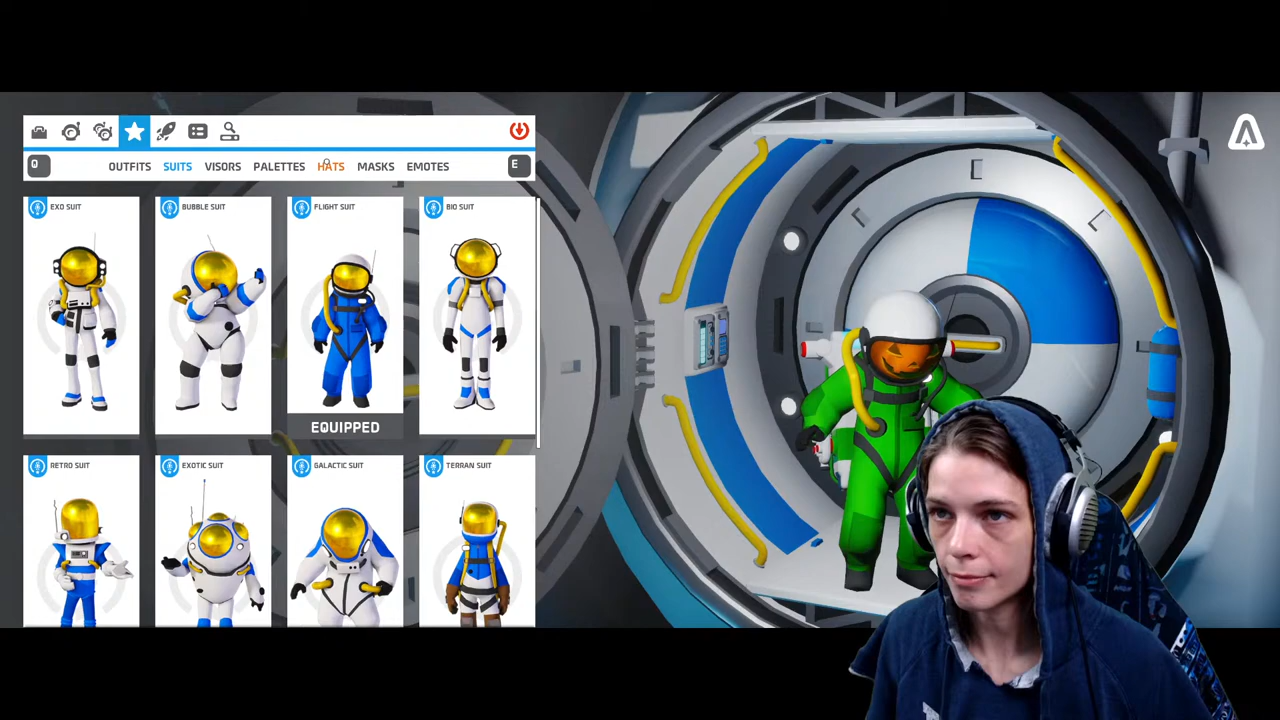 Q OUTFITS SUITS VISORS PALETTES HATS MASKS EMOTES E
EXO SUIT BUBBLE SUIT FLIGHT SUIT BIO SUIT
EQUIPPED
RETRO SUIT EXOTIC SUIT GALACTIC SUIT TERRAN SUIT